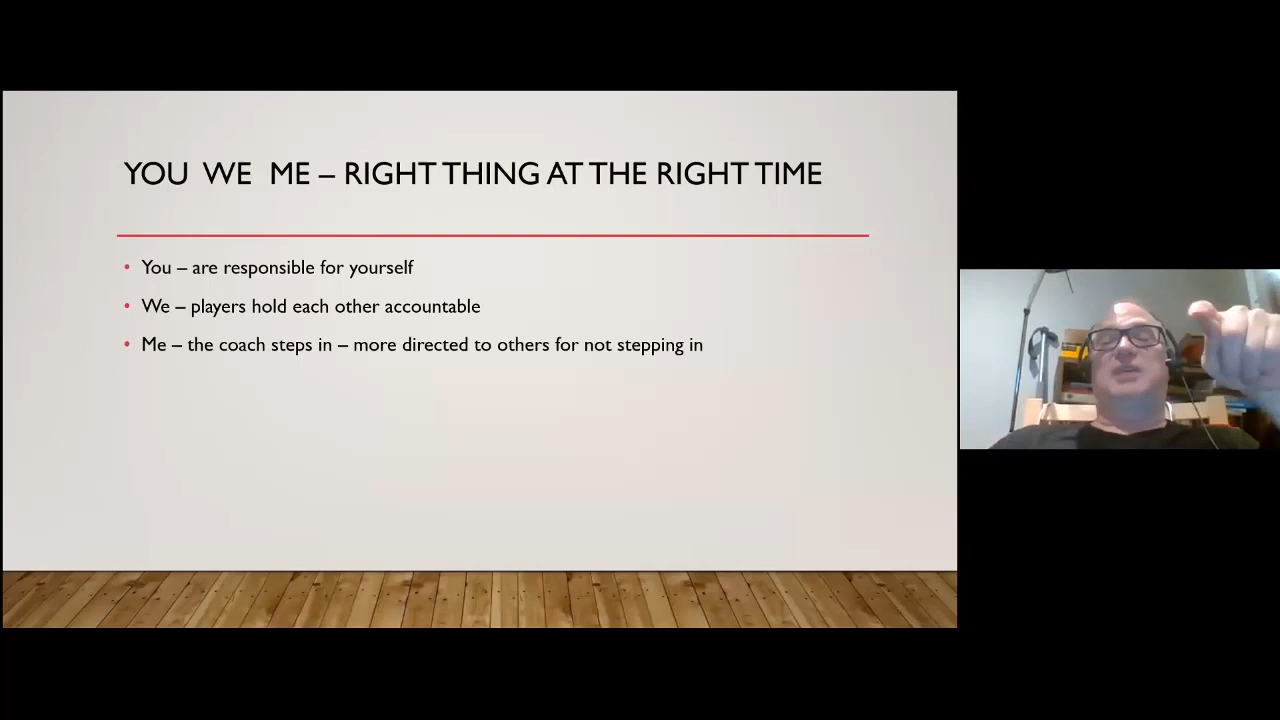 YOU WE ME – RIGHT THING AT THE RIGHT TIME
• You – are responsible for yourself
• We – players hold each other accountable
• Me – the coach steps in – more directed to others for not stepping in